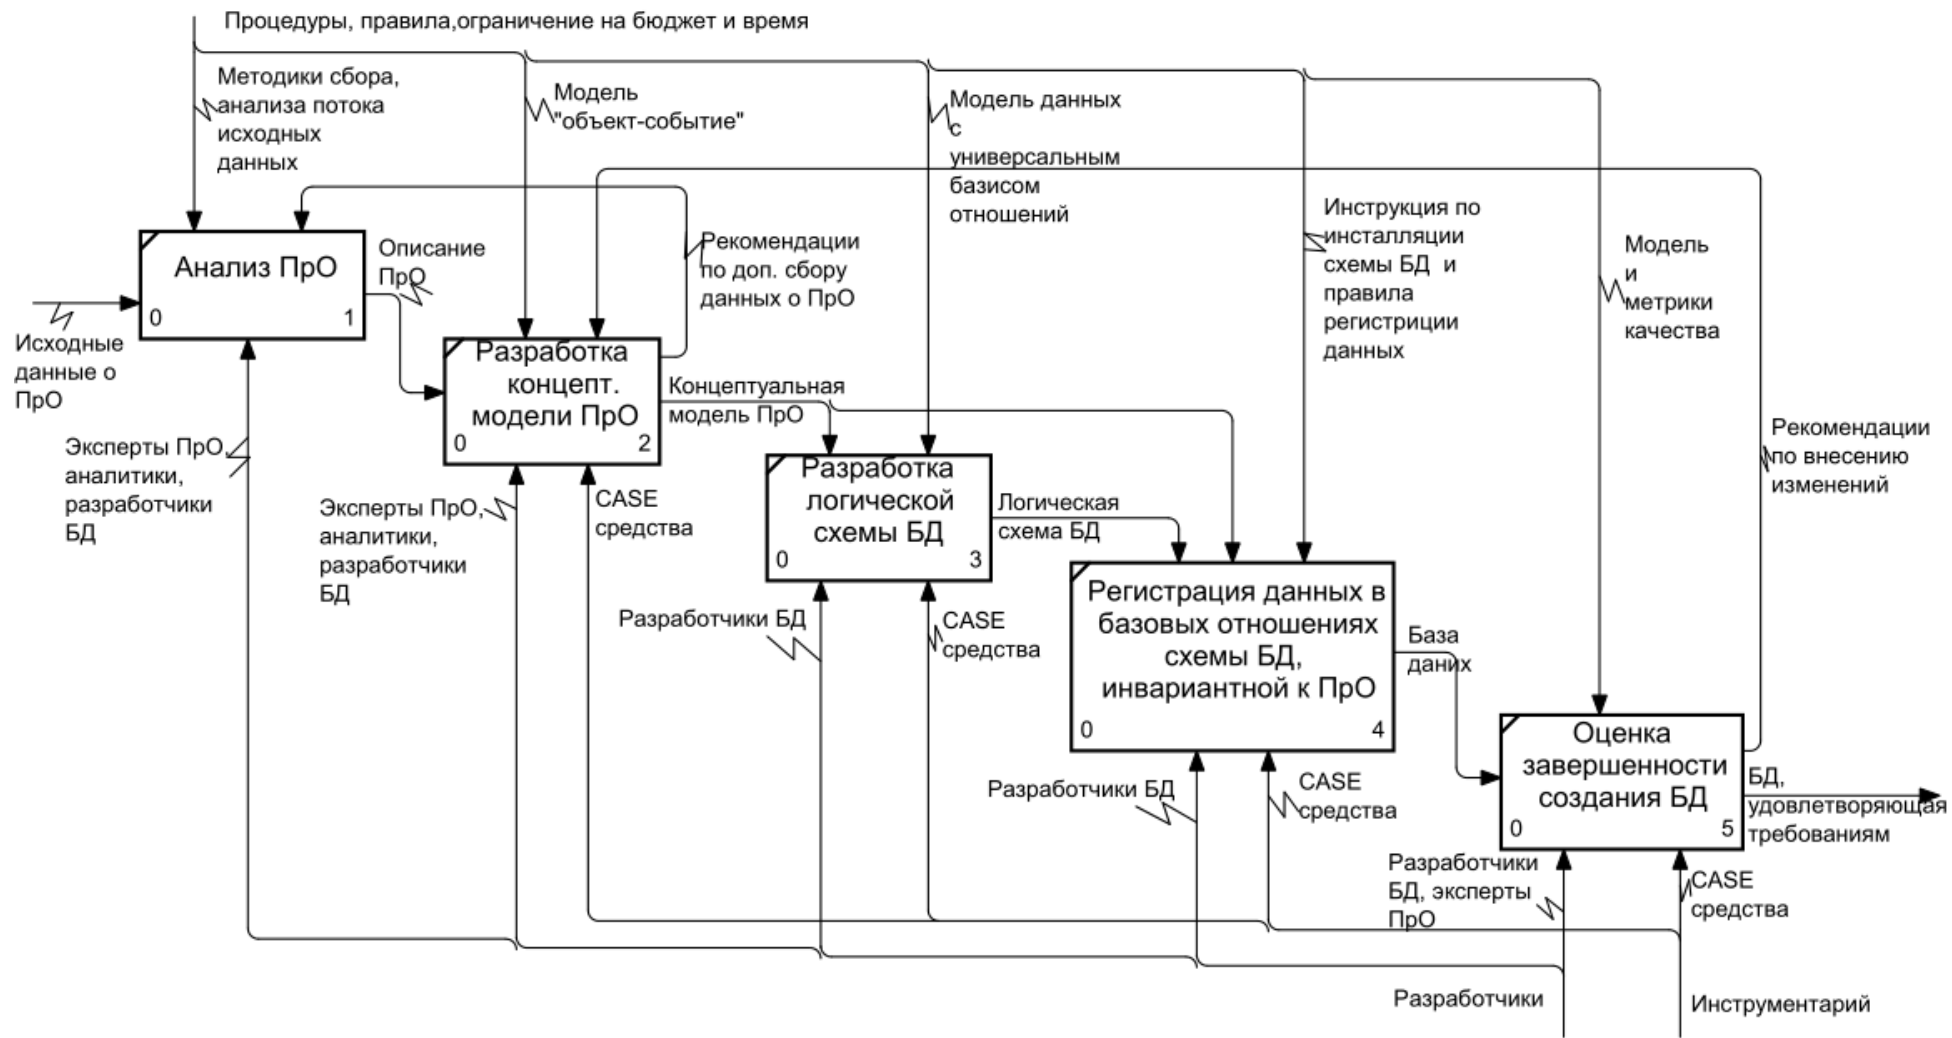 Процедуры, правила,ограничение на бюджет и время
Методики сбора,
анализа потока
исходных
данных
Модель
"объект-событие"
Модель данных
с
универсальным
базисом
отношений
Инструкция по
инсталляции
схемы БД и
правила
регистриции
данных
Модель
и
метрики
качества
Анализ ПрО
0
1
Описание
ПрО
Рекомендации
по доп. сбору
данных о ПрО
Исходные
данные о
ПрО
Разработка
концепт.
модели ПрО
0
2
Концептуальная
модель ПрО
Эксперты ПрО,
аналитики,
разработчики
БД
Эксперты ПрО,
аналитики,
разработчики
БД
CASE
средства
Разработка
логической
схемы БД
0
3
Логическая
схема БД
Рекомендации
по внесению
изменений
Разработчики БД
CASE
средства
Регистрация данных в
базовых отношениях
схемы БД,
инвариантной к ПрО
0
4
База
даних
Разработчики БД
CASE
средства
Оценка
завершенности
создания БД
0
5
БД,
удовлетворяющая
требованиям
Разработчики
БД, эксперты
ПрО
CASE
средства
Разработчики
Инструментарий